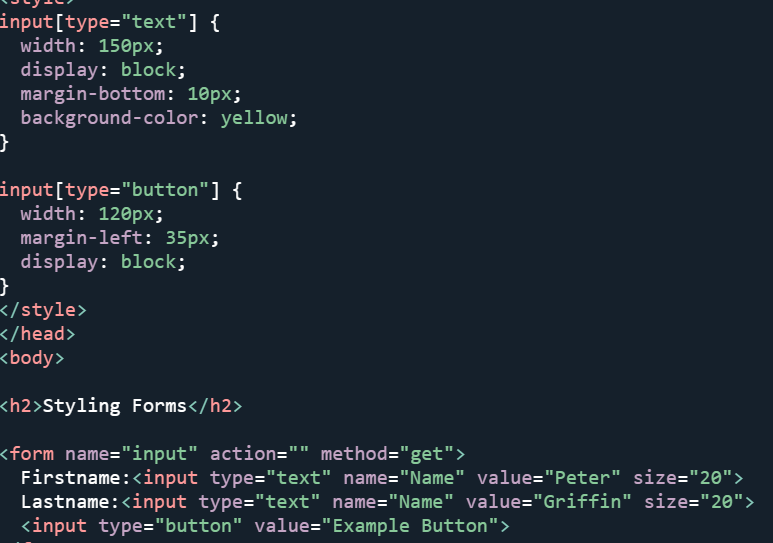 <style>
input[type="text"] {
  width: 150px;
  display: block;
  margin-bottom: 10px;
  background-color: yellow;
}

input[type="button"] {
  width: 120px;
  margin-left: 35px;
  display: block;
}
</style>
</head>
<body>

<h2>Styling Forms</h2>

<form name="input" action="" method="get">
  Firstname:<input type="text" name="Name" value="Peter" size="20">
  Lastname:<input type="text" name="Name" value="Griffin" size="20">
  <input type="button" value="Example Button">